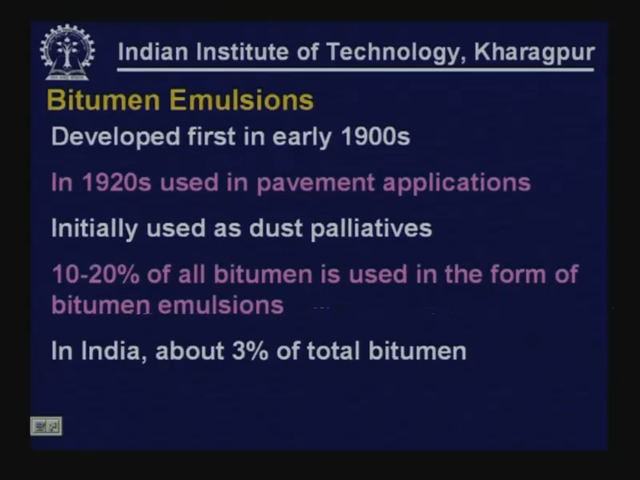 Indian Institute of Technology, Kharagpur
Bitumen Emulsions
Developed first in early 1900s
In 1920s used in pavement applications
Initially used as dust palliatives
10-20% of all bitumen is used in the form of
bitumen emulsions
In India, about 3% of total bitumen